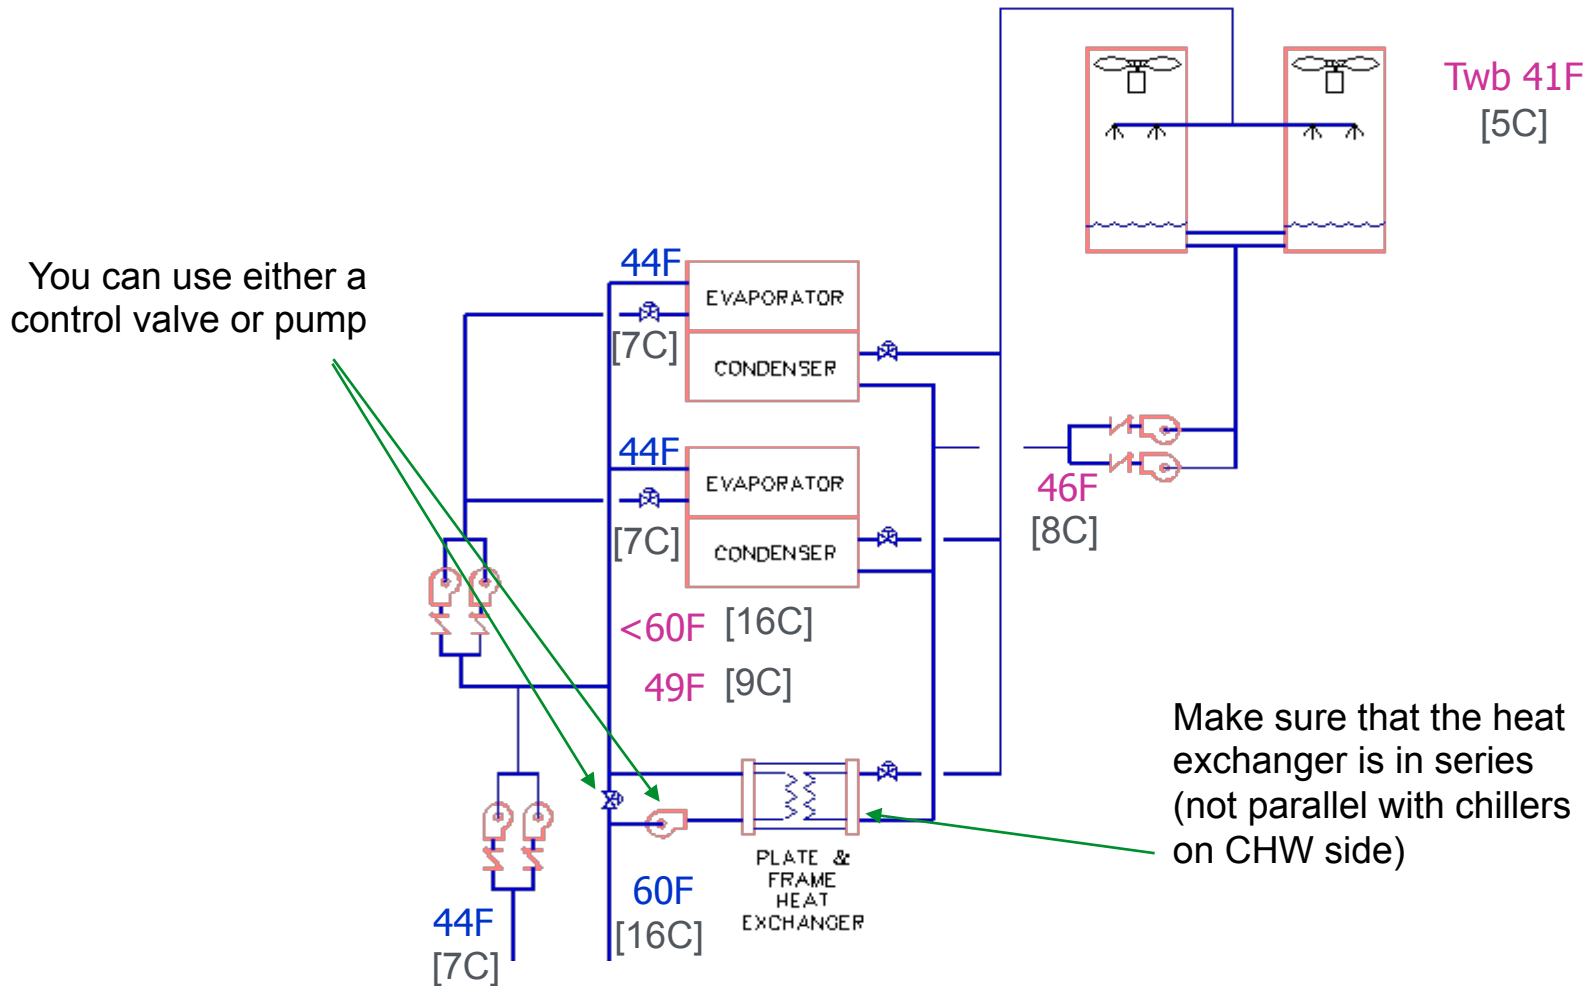 Twb 41F
[5C]
You can use either a
control valve or pump
44F
[7C]
EVAPORATOR
CONDENSER
44F
[7C]
EVAPORATOR
CONDENSER
46F
[8C]
<60F [16C]
49F [9C]
Make sure that the heat
exchanger is in series
(not parallel with chillers
on CHW side)
PLATE &
FRAME
HEAT
EXCHANGER
60F
[16C]
44F
[7C]